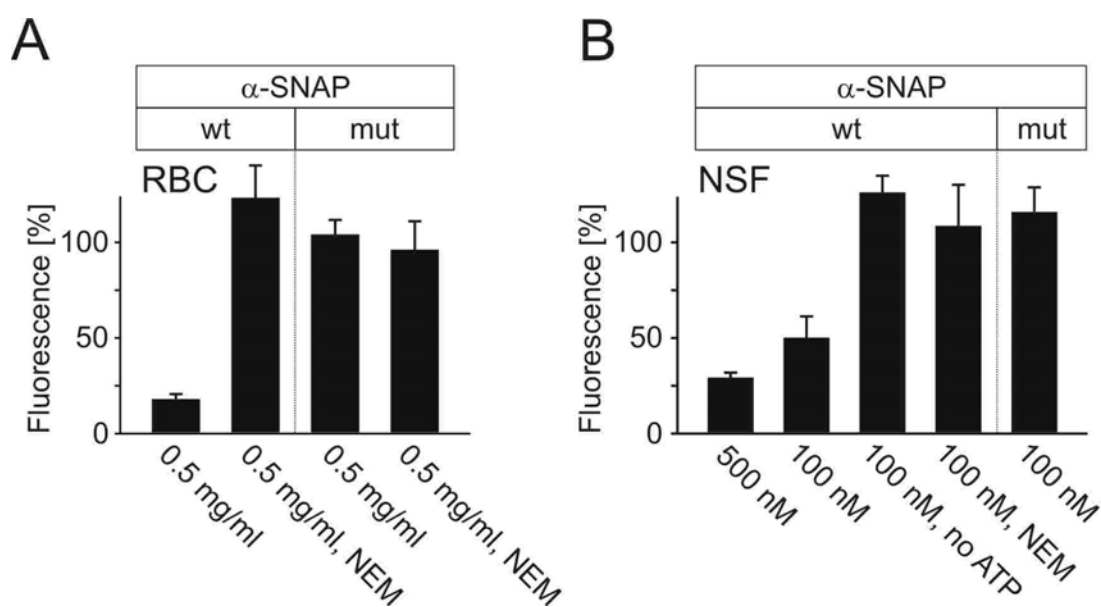 A
α-SNAP
wt mut
RBC
Fluorescence [%]
100
50
0
0.5 mg/ml
0.5 mg/ml, NEM
0.5 mg/ml
0.5 mg/ml, NEM
B
α-SNAP
wt mut
NSF
Fluorescence [%]
100
50
0
500 nM
100 nM
100 nM, no ATP
100 nM, NEM
100 nM